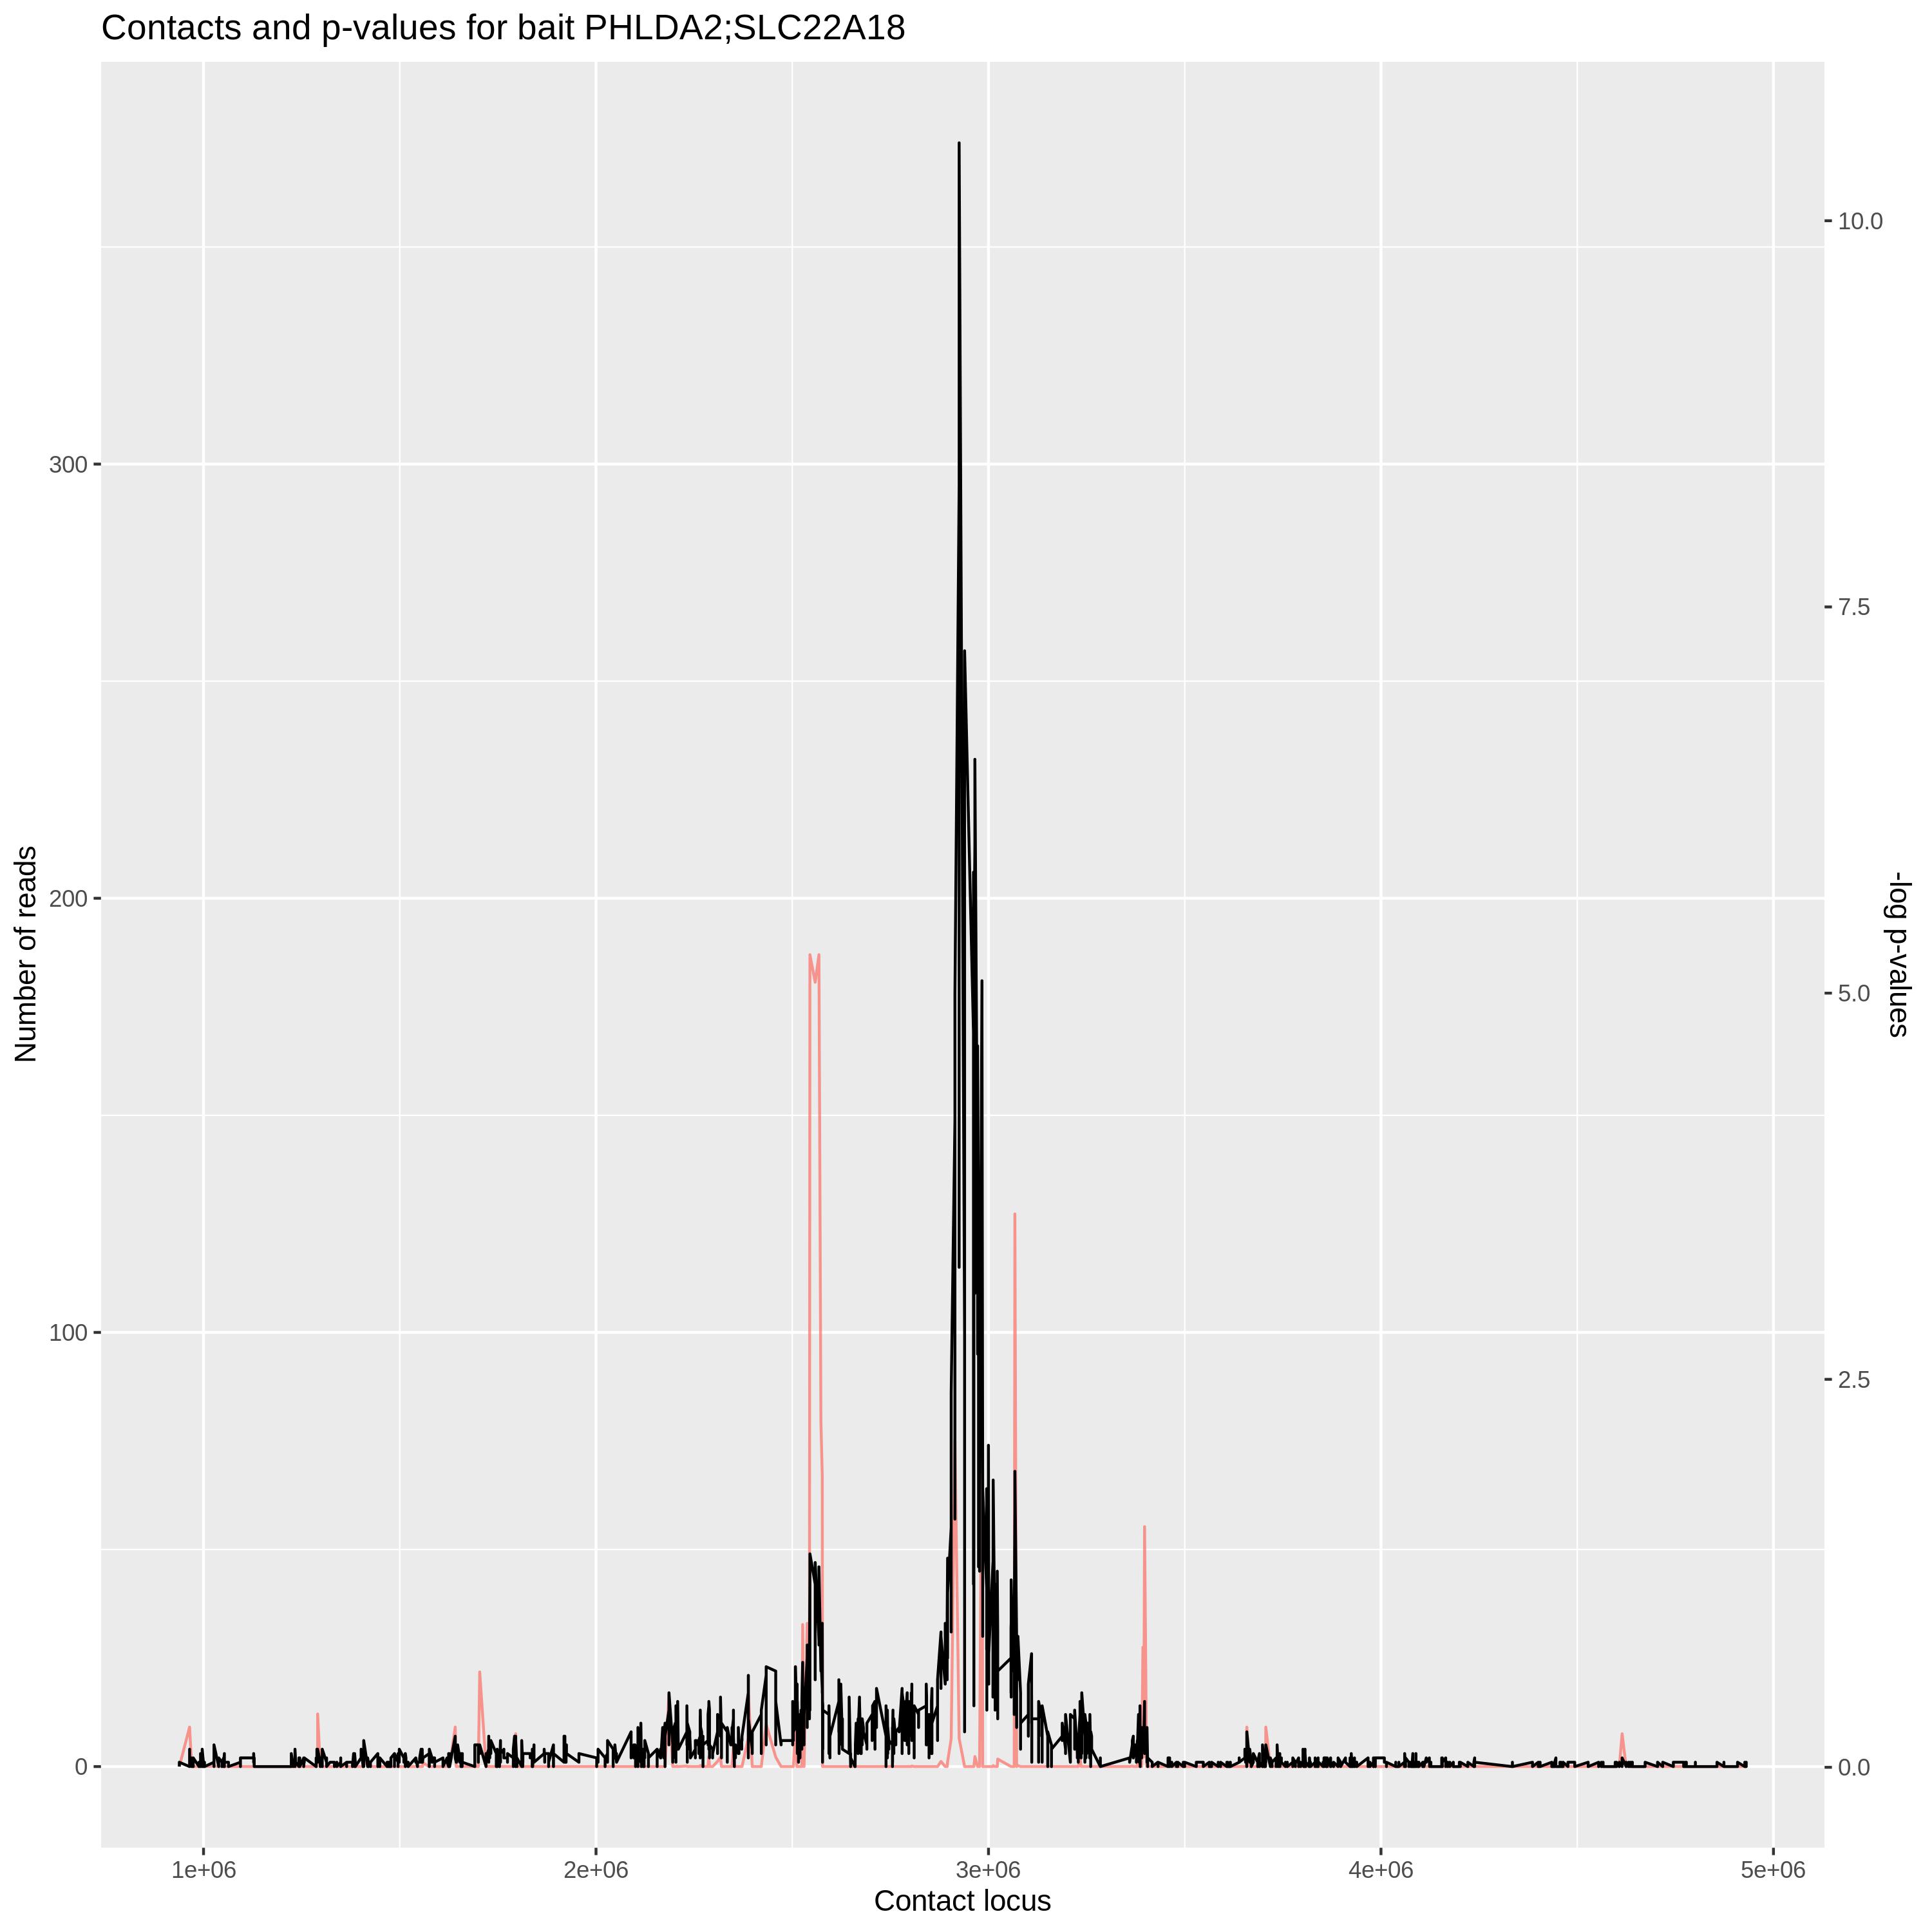 Contacts and p-values for bait PHLDA2;SLC22A18
Number of reads
300
200
100
0
10.0
7.5
5.0
2.5
0.0
-log p-values
1e+06
2e+06
3e+06
4e+06
5e+06
Contact locus